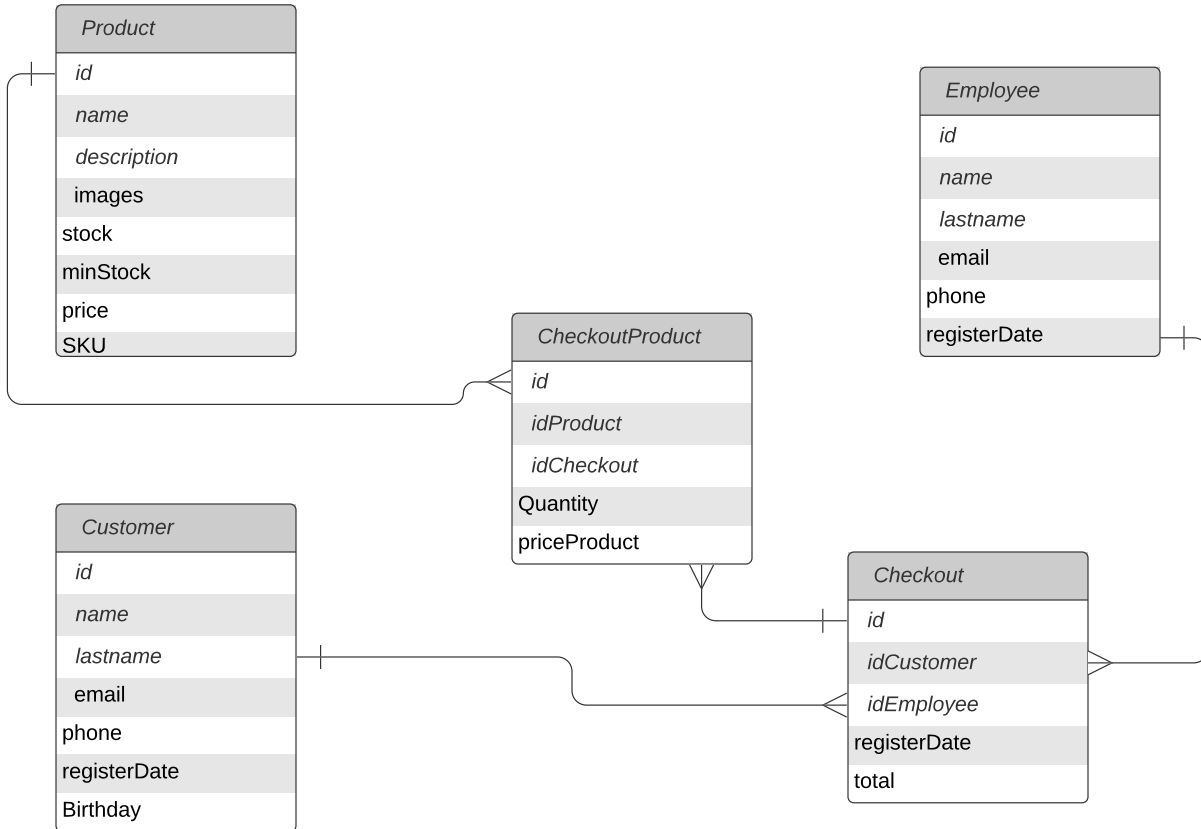 Product
id
name
description
images
stock
minStock
price
SKU
Employee
id
name
lastname
email
phone
registerDate
CheckoutProduct
id
idProduct
idCheckout
Quantity
priceProduct
Customer
id
name
lastname
email
phone
registerDate
Birthday
Checkout
id
idCustomer
idEmployee
registerDate
total